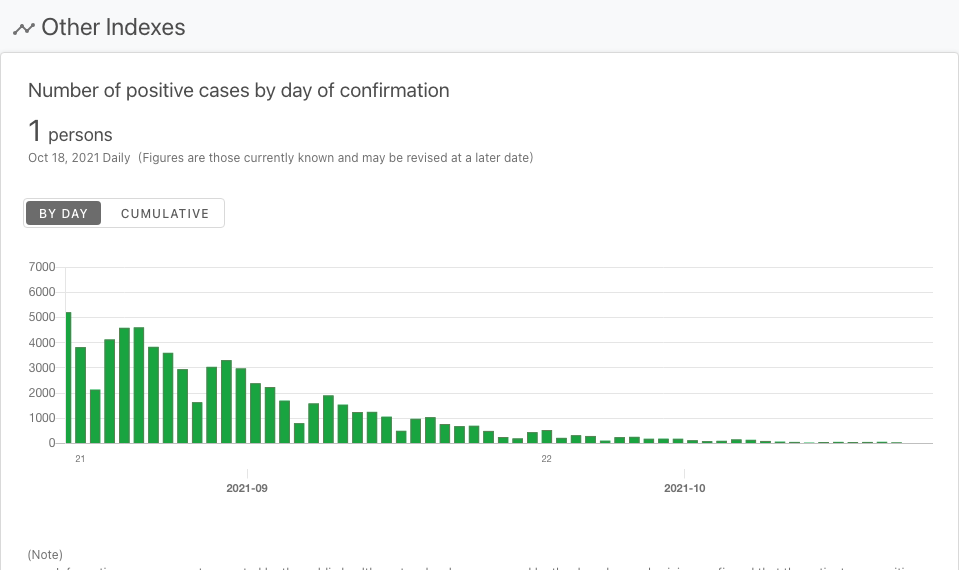 Other Indexes
Number of positive cases by day of confirmation
1 persons
Oct 18, 2021 Daily (Figures are those currently known and may be revised at a later date)
BY DAY CUMULATIVE
7000
6000
5000
4000
3000
2000
1000
0
21 22
2021-09 2021-10
(Note)